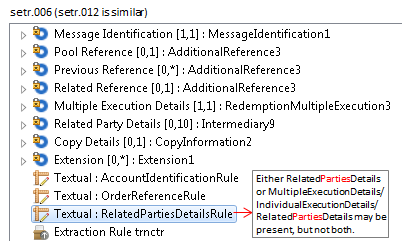 setr.006 (setr.012 is similar)
Message Identification [1,1] : MessageIdentification1
Pool Reference [0,1] : AdditionalReference3
Previous Reference [0,*] : AdditionalReference3
Related Reference [0,1] : AdditionalReference3
Multiple Execution Details [1,1] : RedemptionMultipleExecution3
Related Party Details [0,10] : Intermediary9
Copy Details [0,1] : CopyInformation2
Extension [0,*] : Extension1
Textual : AccountIdentificationRule
Textual : OrderReferenceRule
Textual : RelatedPartiesDetailsRule
Extraction Rule trnctr
Either RelatedPartiesDetails
or MultipleExecutionDetails/
IndividualExecutionDetails/
RelatedPartiesDetails may be
present, but not both.